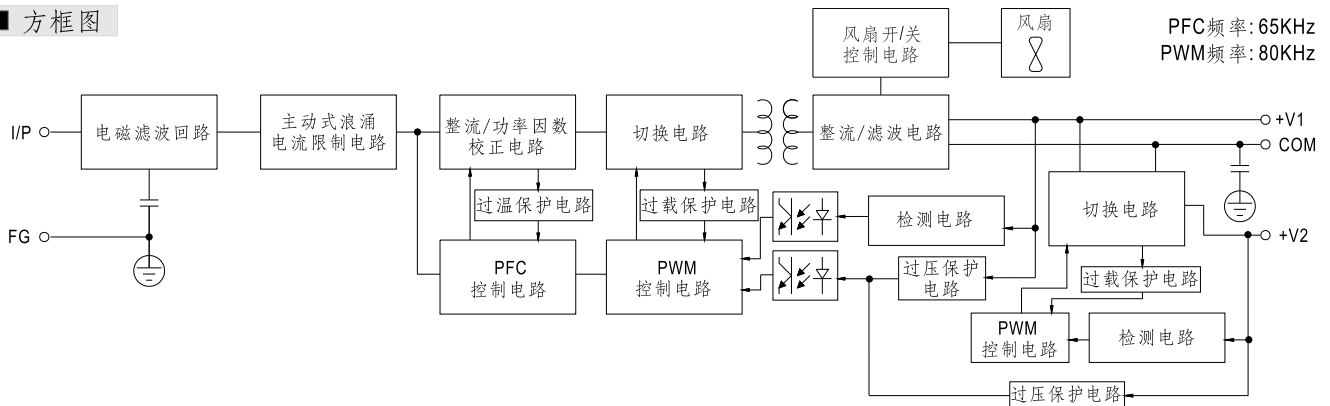 方框图
风扇开/关
控制电路
风扇
PFC频率: 65KHz
PWM频率: 80KHz
I/P
电磁滤波回路
主动式浪涌
电流限制电路
整流/功率因数
校正电路
切换电路
整流/滤波电路
+V1
COM
过温保护电路
过载保护电路
检测电路
切换电路
FG
+V2
PFC
控制电路
PWM
控制电路
过压保护
电路
过载保护电路
PWM
控制电路
检测电路
过压保护电路